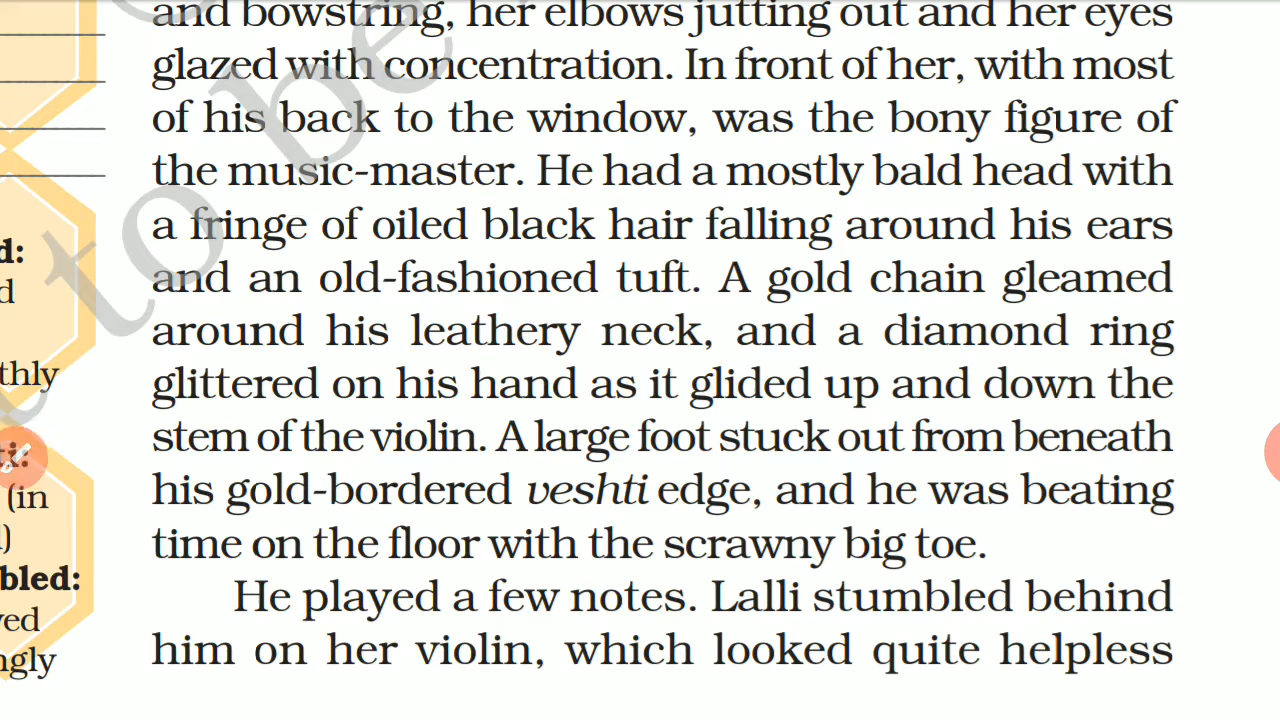 and bowstring, her elbows jutting out and her eyes
glazed with concentration. In front of her, with most
of his back to the window, was the bony figure of
the music-master. He had a mostly bald head with
a fringe of oiled black hair falling around his ears
and an old-fashioned tuft. A gold chain gleamed
around his leathery neck, and a diamond ring
glittered on his hand as it glided up and down the
stem of the violin. A large foot stuck out from beneath
his gold-bordered veshti edge, and he was beating
time on the floor with the scrawny big toe.
He played a few notes. Lalli stumbled behind
him on her violin, which looked quite helpless
d:
d
thly
(in
bled:
ngly
to be